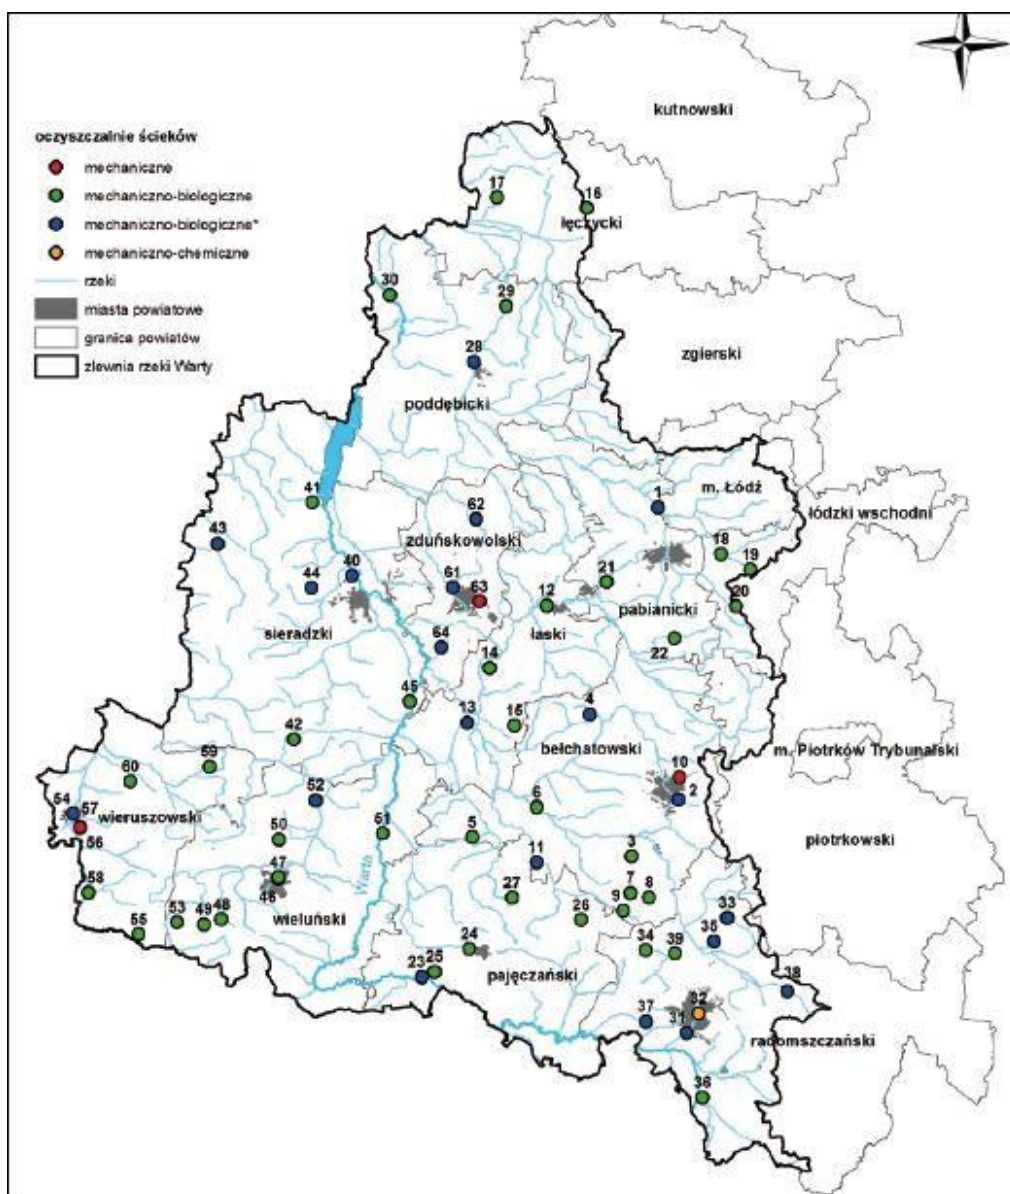 kutnowski
oczyszczalnie ścieków
mechaniczne
mechaniczno-biologiczne
mechaniczno-biologiczne*
mechaniczno-chemiczne
rzeki
miasta powiatowe
granica powiatów
zlewnia rzeki Warty
17
16
łęczycki
30
29
zgierski
28
poddębicki
41
1
m. Łódź
62
łódzki wschodni
43
zduńskowolski
18
19
40
44
61
63
21
12
20
pabianicki
sieradzki
łaski
64
22
14
45
13
15
4
42
bełchatowski
m. Piotrków Trybunalski
59
10
60
52
2
54
57
wieruszowski
6
51
5
piotrkowski
56
50
11
3
Warta
47
46
58
27
7
8
9
wieluński
55
53
49
48
26
33
35
24
34
39
23
25
pajęczański
38
32
37
31
radomszczański
36